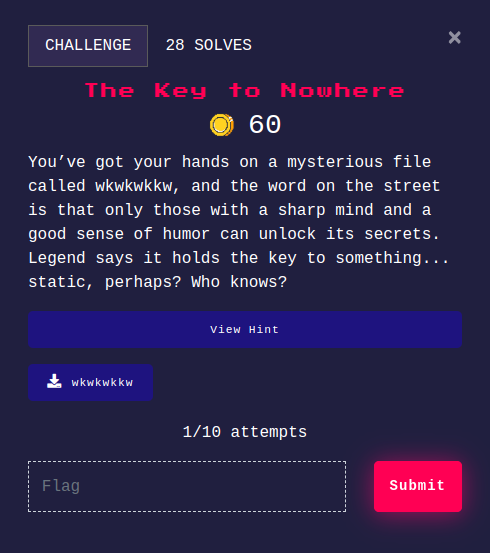 CHALLENGE 28 SOLVES ×
The Key to Nowhere
60
You’ve got your hands on a mysterious file
called wkwkwkkw, and the word on the street
is that only those with a sharp mind and a
good sense of humor can unlock its secrets.
Legend says it holds the key to something...
static, perhaps? Who knows?
View Hint
wkwkwkkw
1/10 attempts
Flag Submit